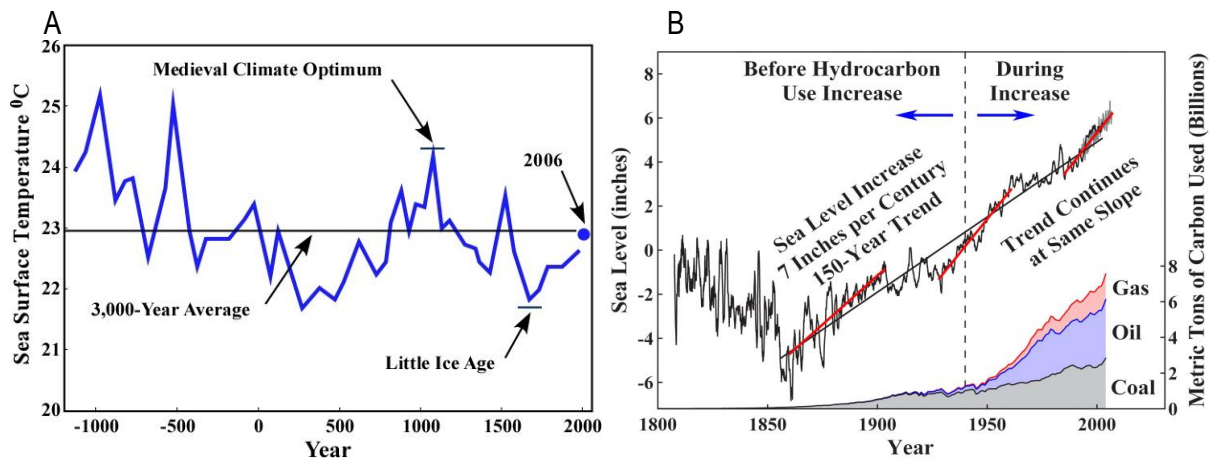 A
26
25
24
23
22
21
20
Sea Surface Temperature ⁰C
Medieval Climate Optimum
2006
3,000-Year Average
Little Ice Age
-1000
-500
0
500
1000
1500
2000
Year
B
8
6
4
2
0
-2
-4
-6
Sea Level (inches)
Before Hydrocarbon
Use Increase
During
Increase
Sea Level Increase
7 Inches per Century
150-Year Trend
Trend Continues
at Same Slope
Gas
Oil
Coal
8
6
4
2
0
Metric Tons of Carbon Used (Billions)
1800
1850
1900
1950
2000
Year